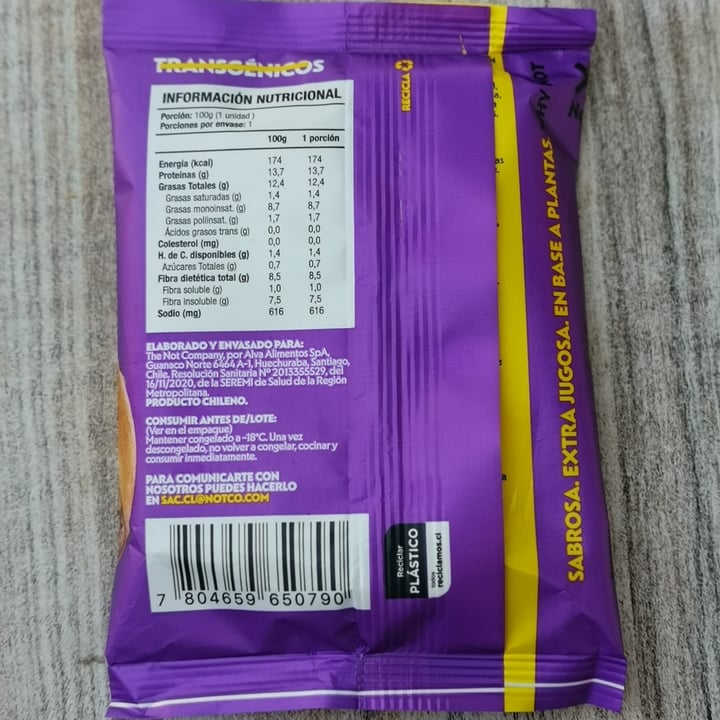 TRANSGÉNICOS
INFORMACIÓN NUTRICIONAL
Porción: 100g (1 unidad)
Porciones por envase: 1
100g 1 porción
Energía (kcal) 174 174
Proteínas (g) 13,7 13,7
Grasas Totales (g) 12,4 12,4
Grasas saturadas (g) 1,4 1,4
Grasas monoinsat. (g) 8,7 8,7
Grasas poliinsat. (g) 1,7 1,7
Ácidos grasos trans (g) 0,0 0,0
Colesterol (mg) 0,0 0,0
H. de C. disponibles (g) 1,4 1,4
Azúcares Totales (g) 0,7 0,7
Fibra dietética total (g) 8,5 8,5
Fibra soluble (g) 1,0 1,0
Fibra insoluble (g) 7,5 7,5
Sodio (mg) 616 616
ELABORADO Y ENVASADO PARA:
The Not Company, por Alva Alimentos SpA,
Guanaco Norte 6464 A-1, Huechuraba, Santiago,
Chile. Resolución Sanitaria Nº 2013355529, del
16/11/2020, de la SEREMI de Salud de la Región
Metropolitana.
PRODUCTO CHILENO.
CONSUMIR ANTES DE/LOTE:
(Ver en el empaque)
Mantener congelado a -18°C. Una vez
descongelado, no volver a congelar, cocinar y
consumir inmediatamente.
PARA COMUNICARTE CON
NOSOTROS PUEDES HACERLO
EN SAC.CL@NOTCO.COM
7 804659 650790
RECICLA
Reciclar
PLÁSTICO
todos
reciclamos.cl
SABROSA. EXTRA JUGOSA. EN BASE A PLANTAS
NOT